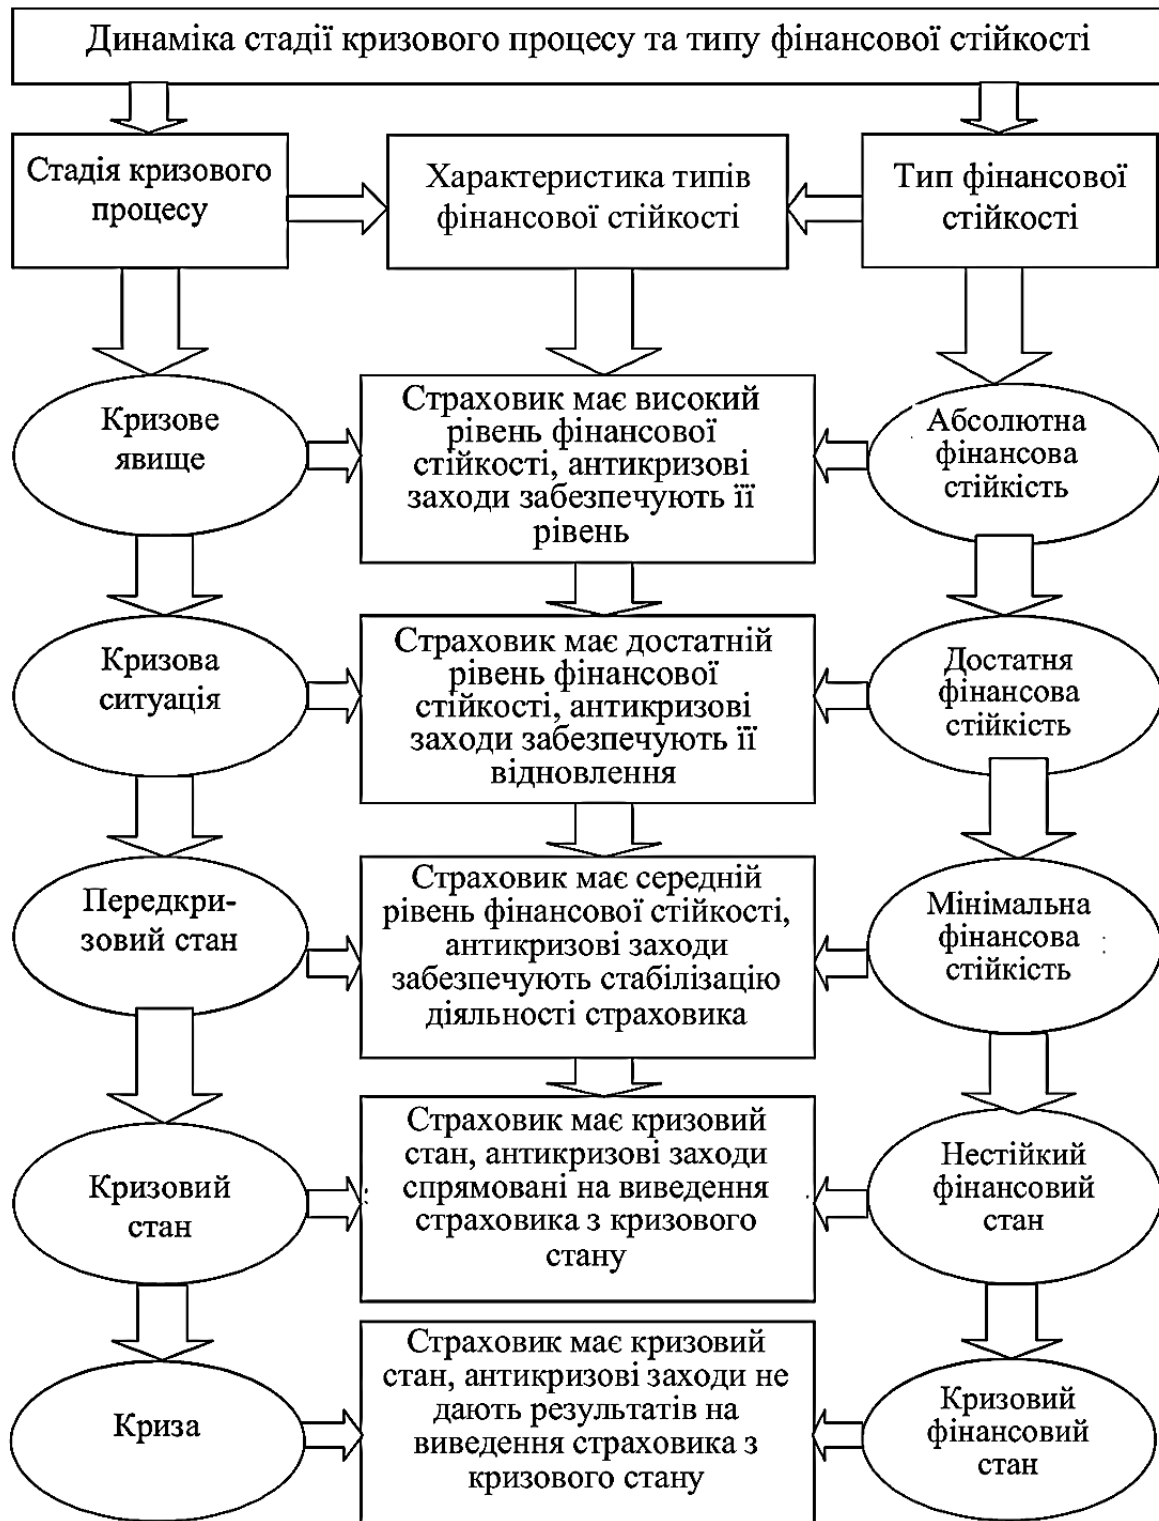 Динаміка стадії кризового процесу та типу фінансової стійкості
Стадія кризового
процесу
Характеристика типів
фінансової стійкості
Тип фінансової
стійкості
Кризове
явище
Страховик має високий
рівень фінансової
стійкості, антикризові
заходи забезпечують її
рівень
Абсолютна
фінансова
стійкість
Кризова
ситуація
Страховик має достатній
рівень фінансової
стійкості, антикризові
заходи забезпечують її
відновлення
Достатня
фінансова
стійкість
Передкри-
зовий стан
Страховик має середній
рівень фінансової стійкості,
антикризові заходи
забезпечують стабілізацію
діяльності страховика
Мінімальна
фінансова
стійкість
Кризовий
стан
Страховик має кризовий
стан, антикризові заходи
спрямовані на виведення
страховика з кризового
стану
Нестійкий
фінансовий
стан
Криза
Страховик має кризовий
стан, антикризові заходи не
дають результатів на
виведення страховика з
кризового стану
Кризовий
фінансовий
стан